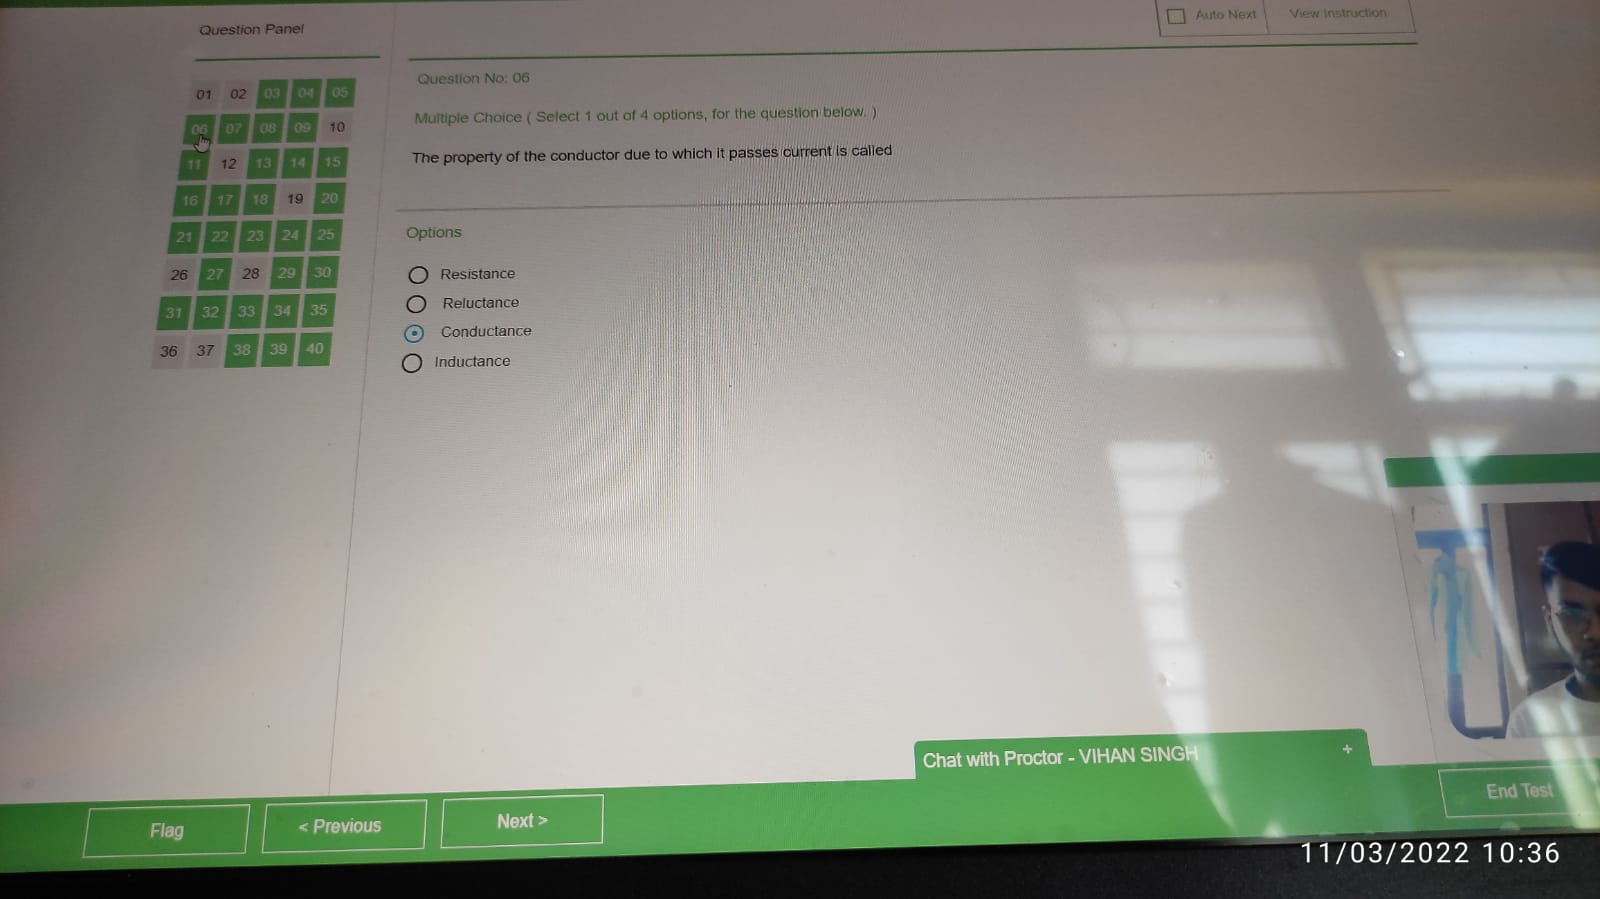 Question Panel
Auto Next
View Instruction
01 02 03 04 05
06 07 08 09 10
11 12 13 14 15
16 17 18 19 20
21 22 23 24 25
26 27 28 29 30
31 32 33 34 35
36 37 38 39 40
Question No: 06
Multiple Choice ( Select 1 out of 4 options, for the question below. )
The property of the conductor due to which it passes current is called
Options
Resistance
Reluctance
Conductance
Inductance
Chat with Proctor - VIHAN SINGH +
Flag
< Previous
Next >
End Test
11/03/2022 10:36